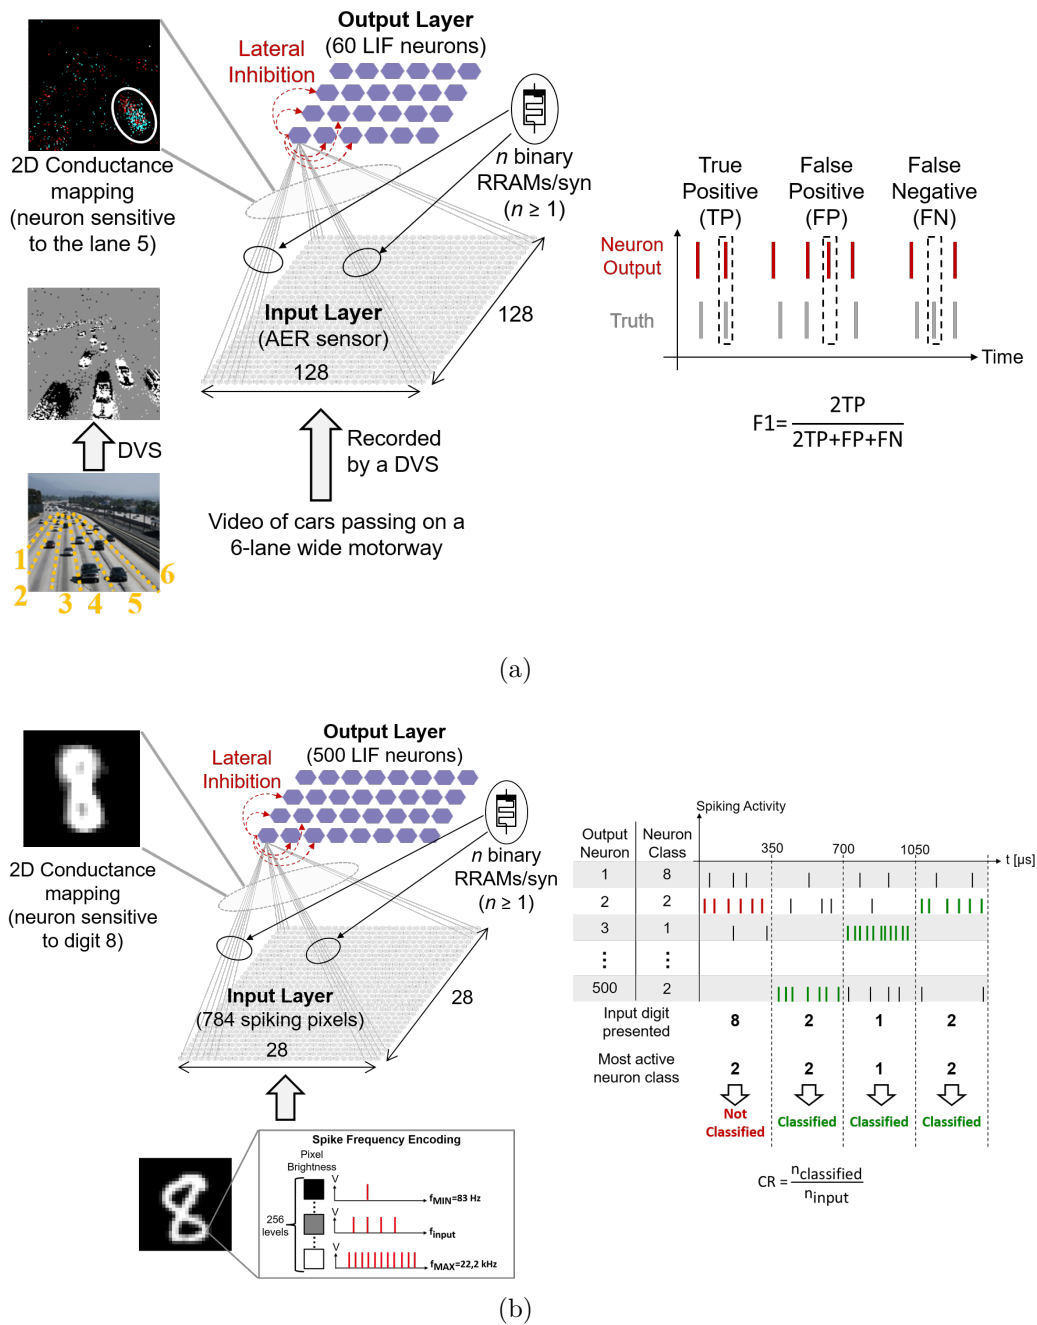 Output Layer
(60 LIF neurons)
Lateral
Inhibition
2D Conductance
mapping
(neuron sensitive
to the lane 5)
n binary
RRAMs/syn
(n ≥ 1)
Input Layer
(AER sensor)
128
128
DVS
Recorded
by a DVS
Video of cars passing on a
6-lane wide motorway
1
2
3
4
5
6
True
Positive
(TP)
False
Positive
(FP)
False
Negative
(FN)
Neuron
Output
Truth
Time
F1= 2TP / 2TP+FP+FN
(a)
Output Layer
(500 LIF neurons)
Lateral
Inhibition
2D Conductance
mapping
(neuron sensitive
to digit 8)
n binary
RRAMs/syn
(n ≥ 1)
Input Layer
(784 spiking pixels)
28
28
Spike Frequency Encoding
Pixel
Brightness
256
levels
V
fMIN=83 Hz
V
finput
V
fMAX=22,2 kHz
Spiking Activity
Output
Neuron
Neuron
Class
350 700 1050 t [µs]
1 8
2 2
3 1
⋮ ⋮
500 2
Input digit
presented
8 2 1 2
Most active
neuron class
2 2 1 2
Not
Classified
Classified
Classified
Classified
CR = nclassified / ninput
(b)